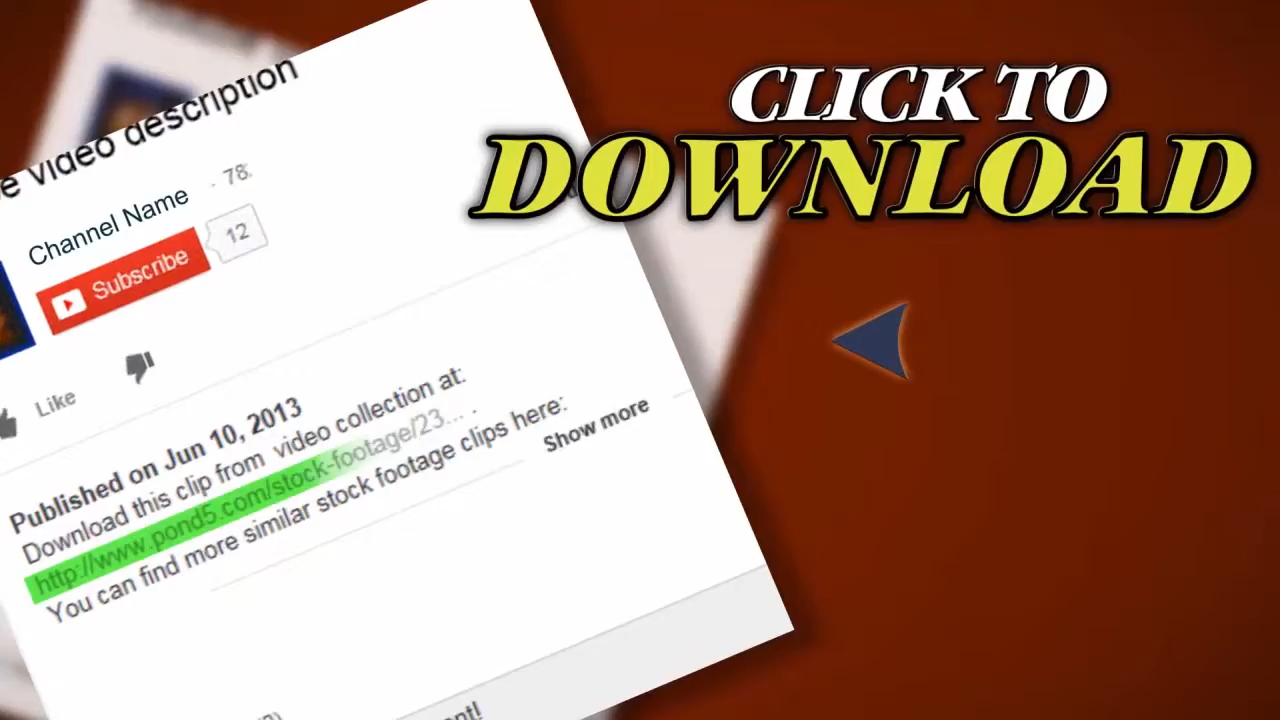 CLICK TO
DOWNLOAD
video description
Channel Name
Subscribe
12
Like
Published on Jun 10, 2013
Download this clip from video collection at:
http://www.pond5.com/stock-footage/23...
You can find more similar stock footage clips here:
Show more